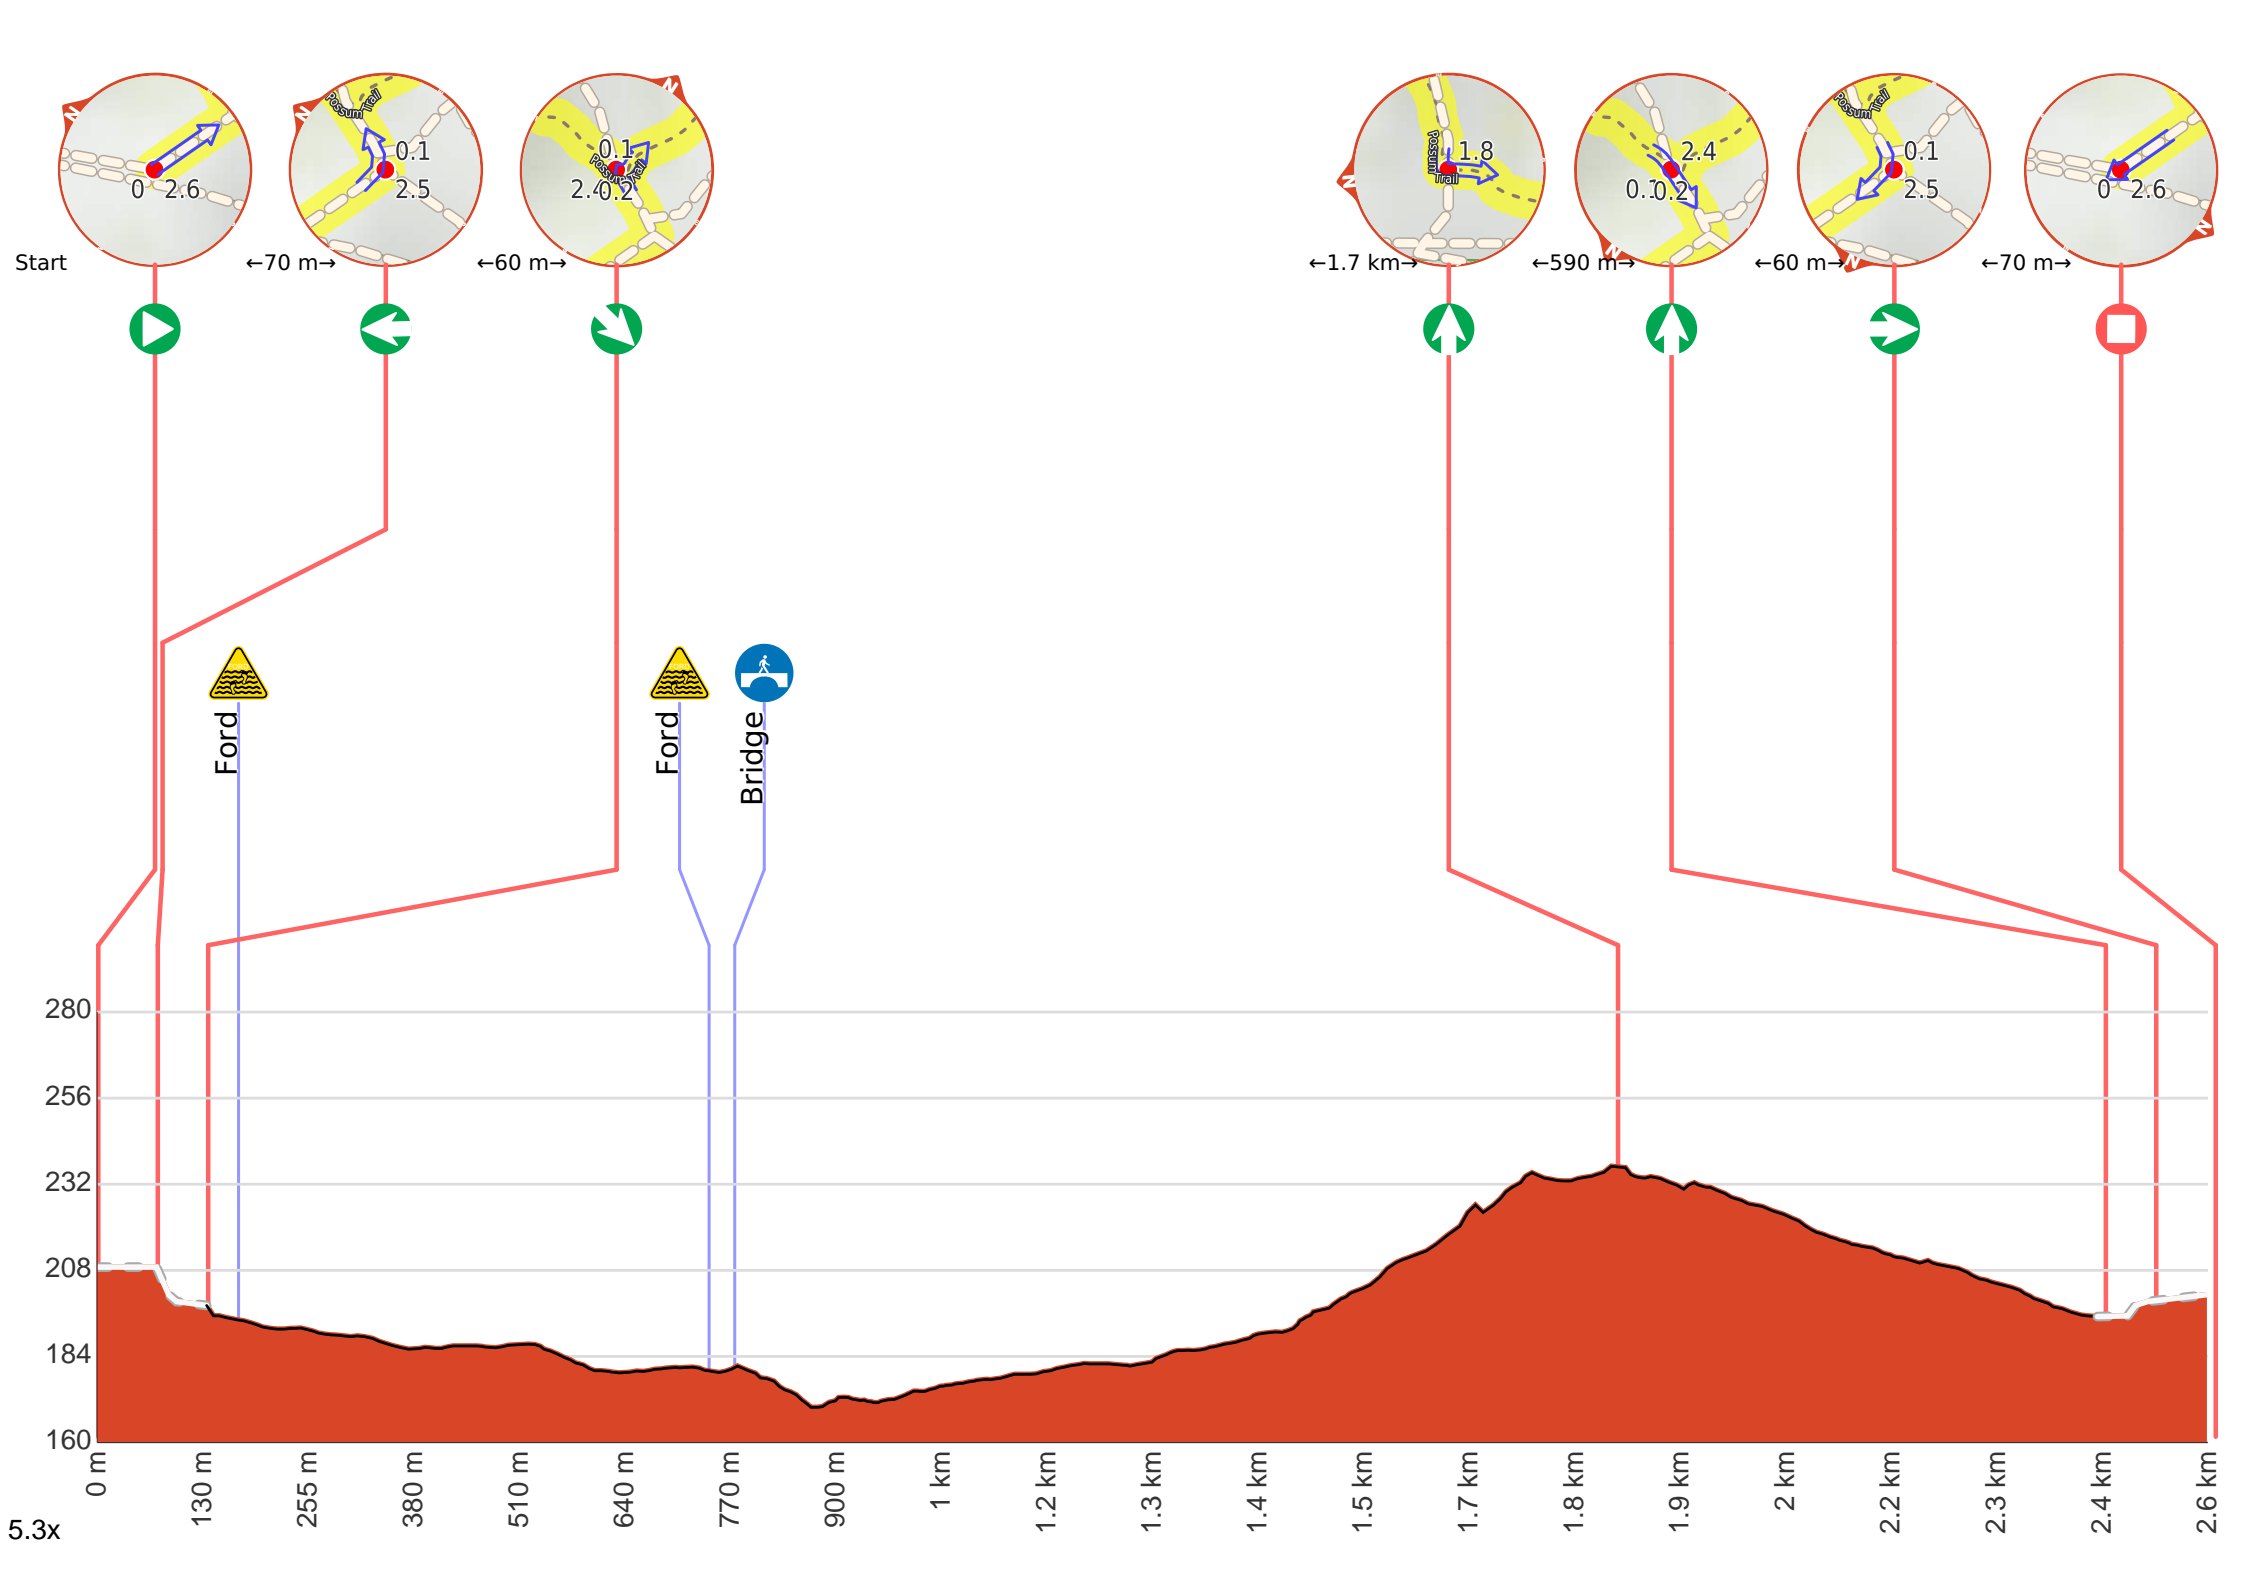 N
0 2.6
Start
N
Possum Trail
0.1
2.5
←70 m→
N
0.1
Possum Trail
2.4
0.2
←60 m→
N
Possum
Trail
1.8
←1.7 km→
N
2.4
0.1
0.2
←590 m→
N
Possum Trail
0.1
2.5
←60 m→
N
0 2.6
←70 m→
Ford
Ford
Bridge
280
256
232
208
184
160
0 m
130 m
255 m
380 m
510 m
640 m
770 m
900 m
1 km
1.2 km
1.3 km
1.4 km
1.5 km
1.7 km
1.8 km
1.9 km
2 km
2.2 km
2.3 km
2.4 km
2.6 km
5.3x